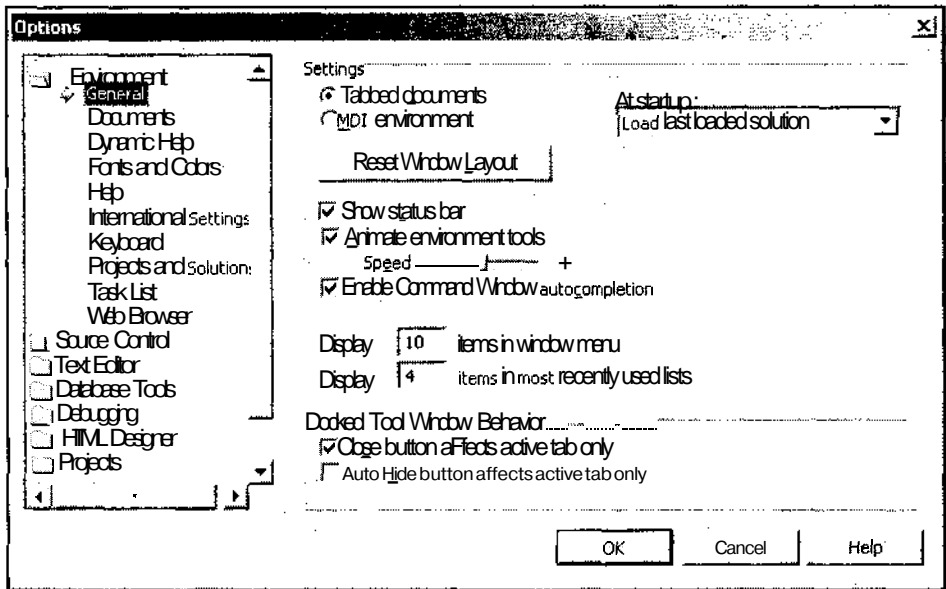 Options
Environment
General
Documents
Dynamic Help
Fonts and Colors
Help
International Settings
Keyboard
Projects and Solution:
Task List
Web Browser
Source Control
Text Editor
Database Tools
Debugging
HTML Designer
Projects
Settings
Tabbed documents
MDI environment
At startup:
Load last loaded solution
Reset Window Layout
Show status bar
Animate environment tools
Speed +
Enable Command Window autocompletion
Display 10 items in window menu
Display 4 items in most recently used lists
Docked Tool Window Behavior
Close button aFfects active tab only
Auto Hide button affects active tab only
OK Cancel Help